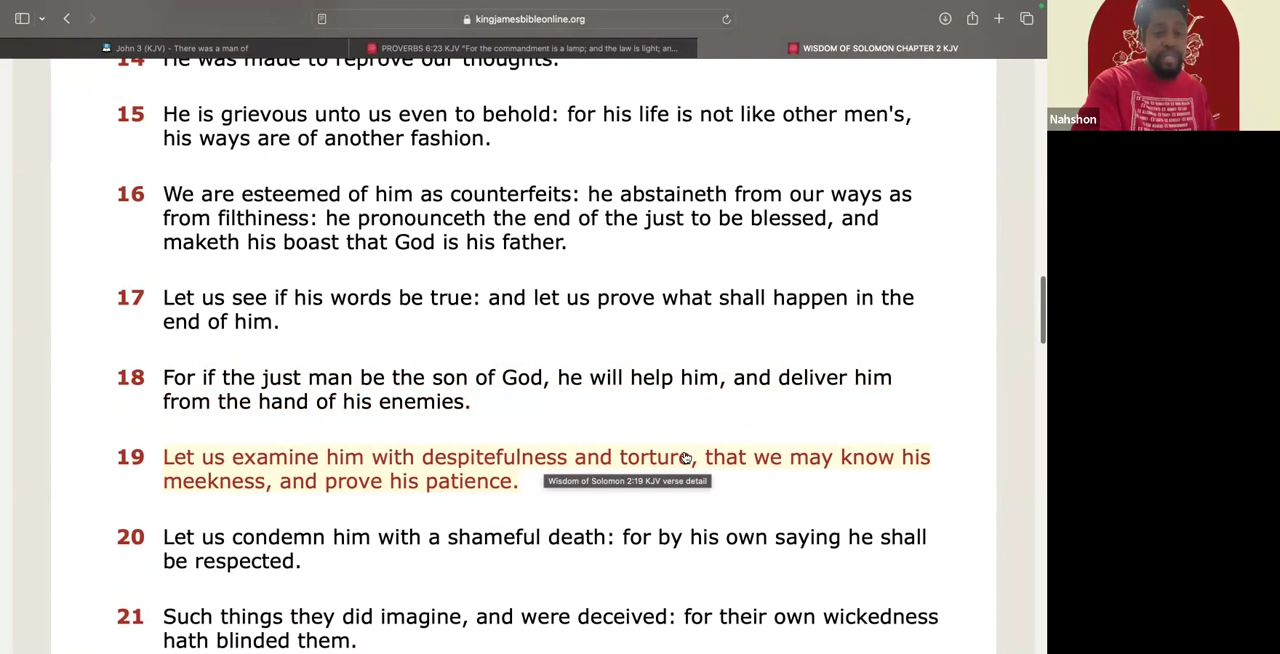 kingjamesbibleonline.org
John 3 (KJV) - There was a man of
PROVERBS 6:23 KJV "For the commandment is a lamp; and the law is light; an...
WISDOM OF SOLOMON CHAPTER 2 KJV
Nahshon
14 He was made to reprove our thoughts.
15 He is grievous unto us even to behold: for his life is not like other men's,
his ways are of another fashion.
16 We are esteemed of him as counterfeits: he abstaineth from our ways as
from filthiness: he pronounceth the end of the just to be blessed, and
maketh his boast that God is his father.
17 Let us see if his words be true: and let us prove what shall happen in the
end of him.
18 For if the just man be the son of God, he will help him, and deliver him
from the hand of his enemies.
19 Let us examine him with despitefulness and torture, that we may know his
meekness, and prove his patience.
Wisdom of Solomon 2:19 KJV verse detail
20 Let us condemn him with a shameful death: for by his own saying he shall
be respected.
21 Such things they did imagine, and were deceived: for their own wickedness
hath blinded them.